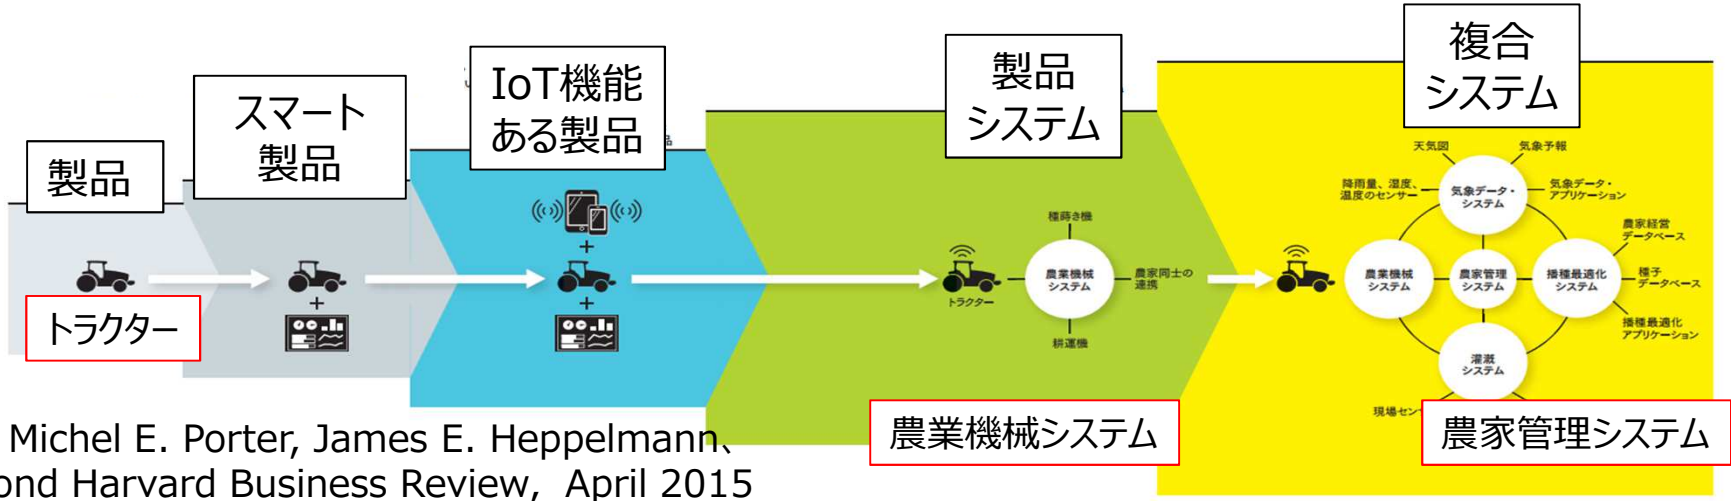 製品
トラクター
スマート
製品
IoT機能
ある製品
品
製品
システム
種蒔き機
トラクター
農業機械
システム
農家同士の
連携
耕運機
農業機械システム
複合
システム
天気図
気象予報
降雨量、湿度、
温度のセンサー
気象データ・
システム
気象データ・
アプリケーション
農業機械
システム
農家管理
システム
播種最適化
システム
農家経営
データベース
種子
データベース
播種最適化
アプリケーション
灌漑
システム
現場セン
農家管理システム
Michel E. Porter, James E. Heppelmann、
ond Harvard Business Review, April 2015